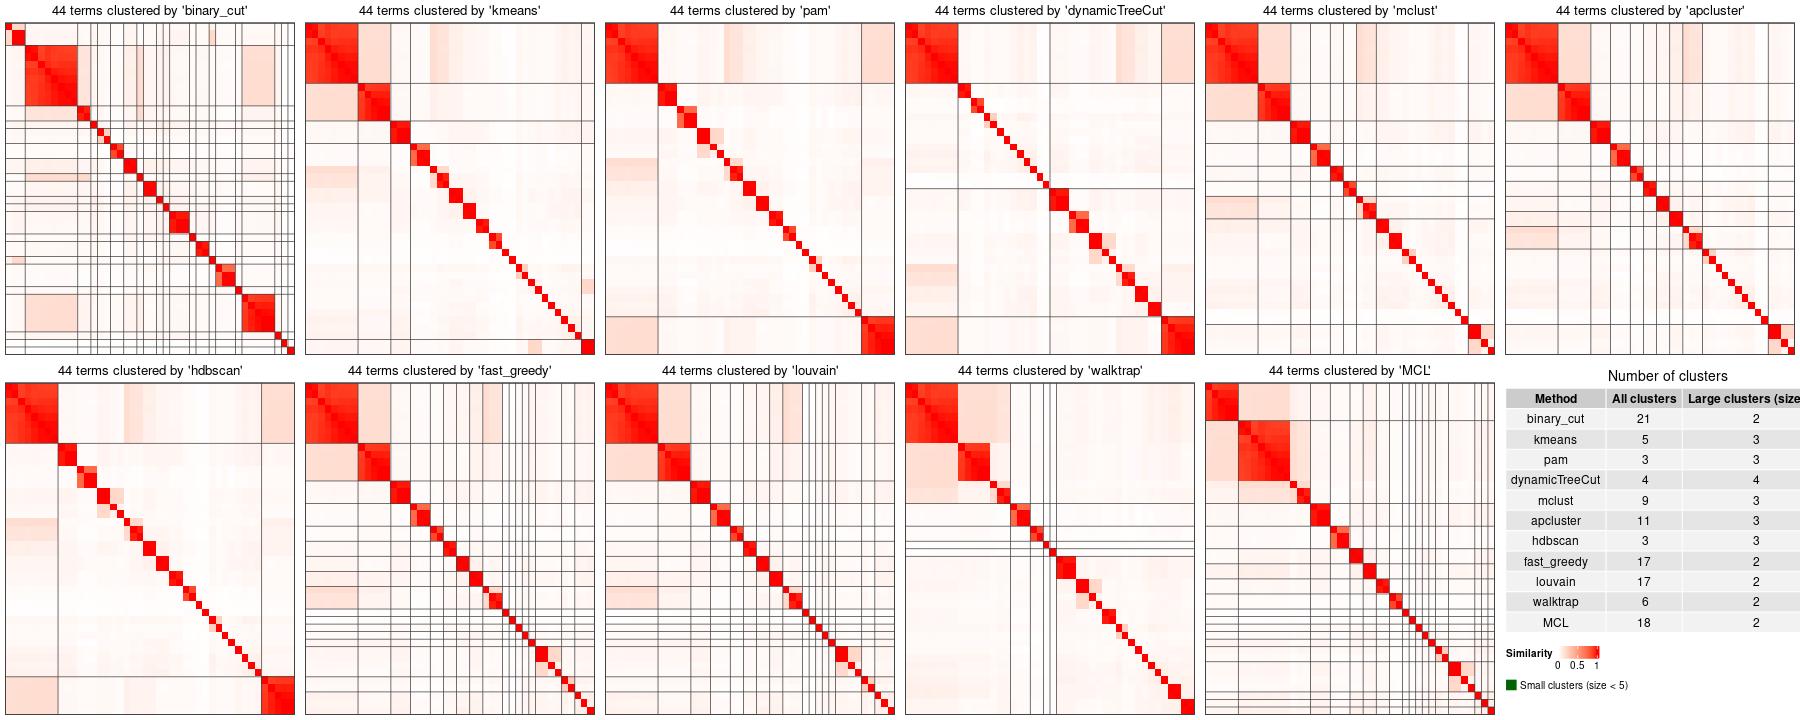 44 terms clustered by 'binary_cut'
44 terms clustered by 'kmeans'
44 terms clustered by 'pam'
44 terms clustered by 'dynamicTreeCut'
44 terms clustered by 'mclust'
44 terms clustered by 'apcluster'
44 terms clustered by 'hdbscan'
44 terms clustered by 'fast_greedy'
44 terms clustered by 'louvain'
44 terms clustered by 'walktrap'
44 terms clustered by 'MCL'
Number of clusters
Method All clusters Large clusters (size
binary_cut 21 2
kmeans 5 3
pam 3 3
dynamicTreeCut 4 4
mclust 9 3
apcluster 11 3
hdbscan 3 3
fast_greedy 17 2
louvain 17 2
walktrap 6 2
MCL 18 2
Similarity
0 0.5 1
Small clusters (size < 5)